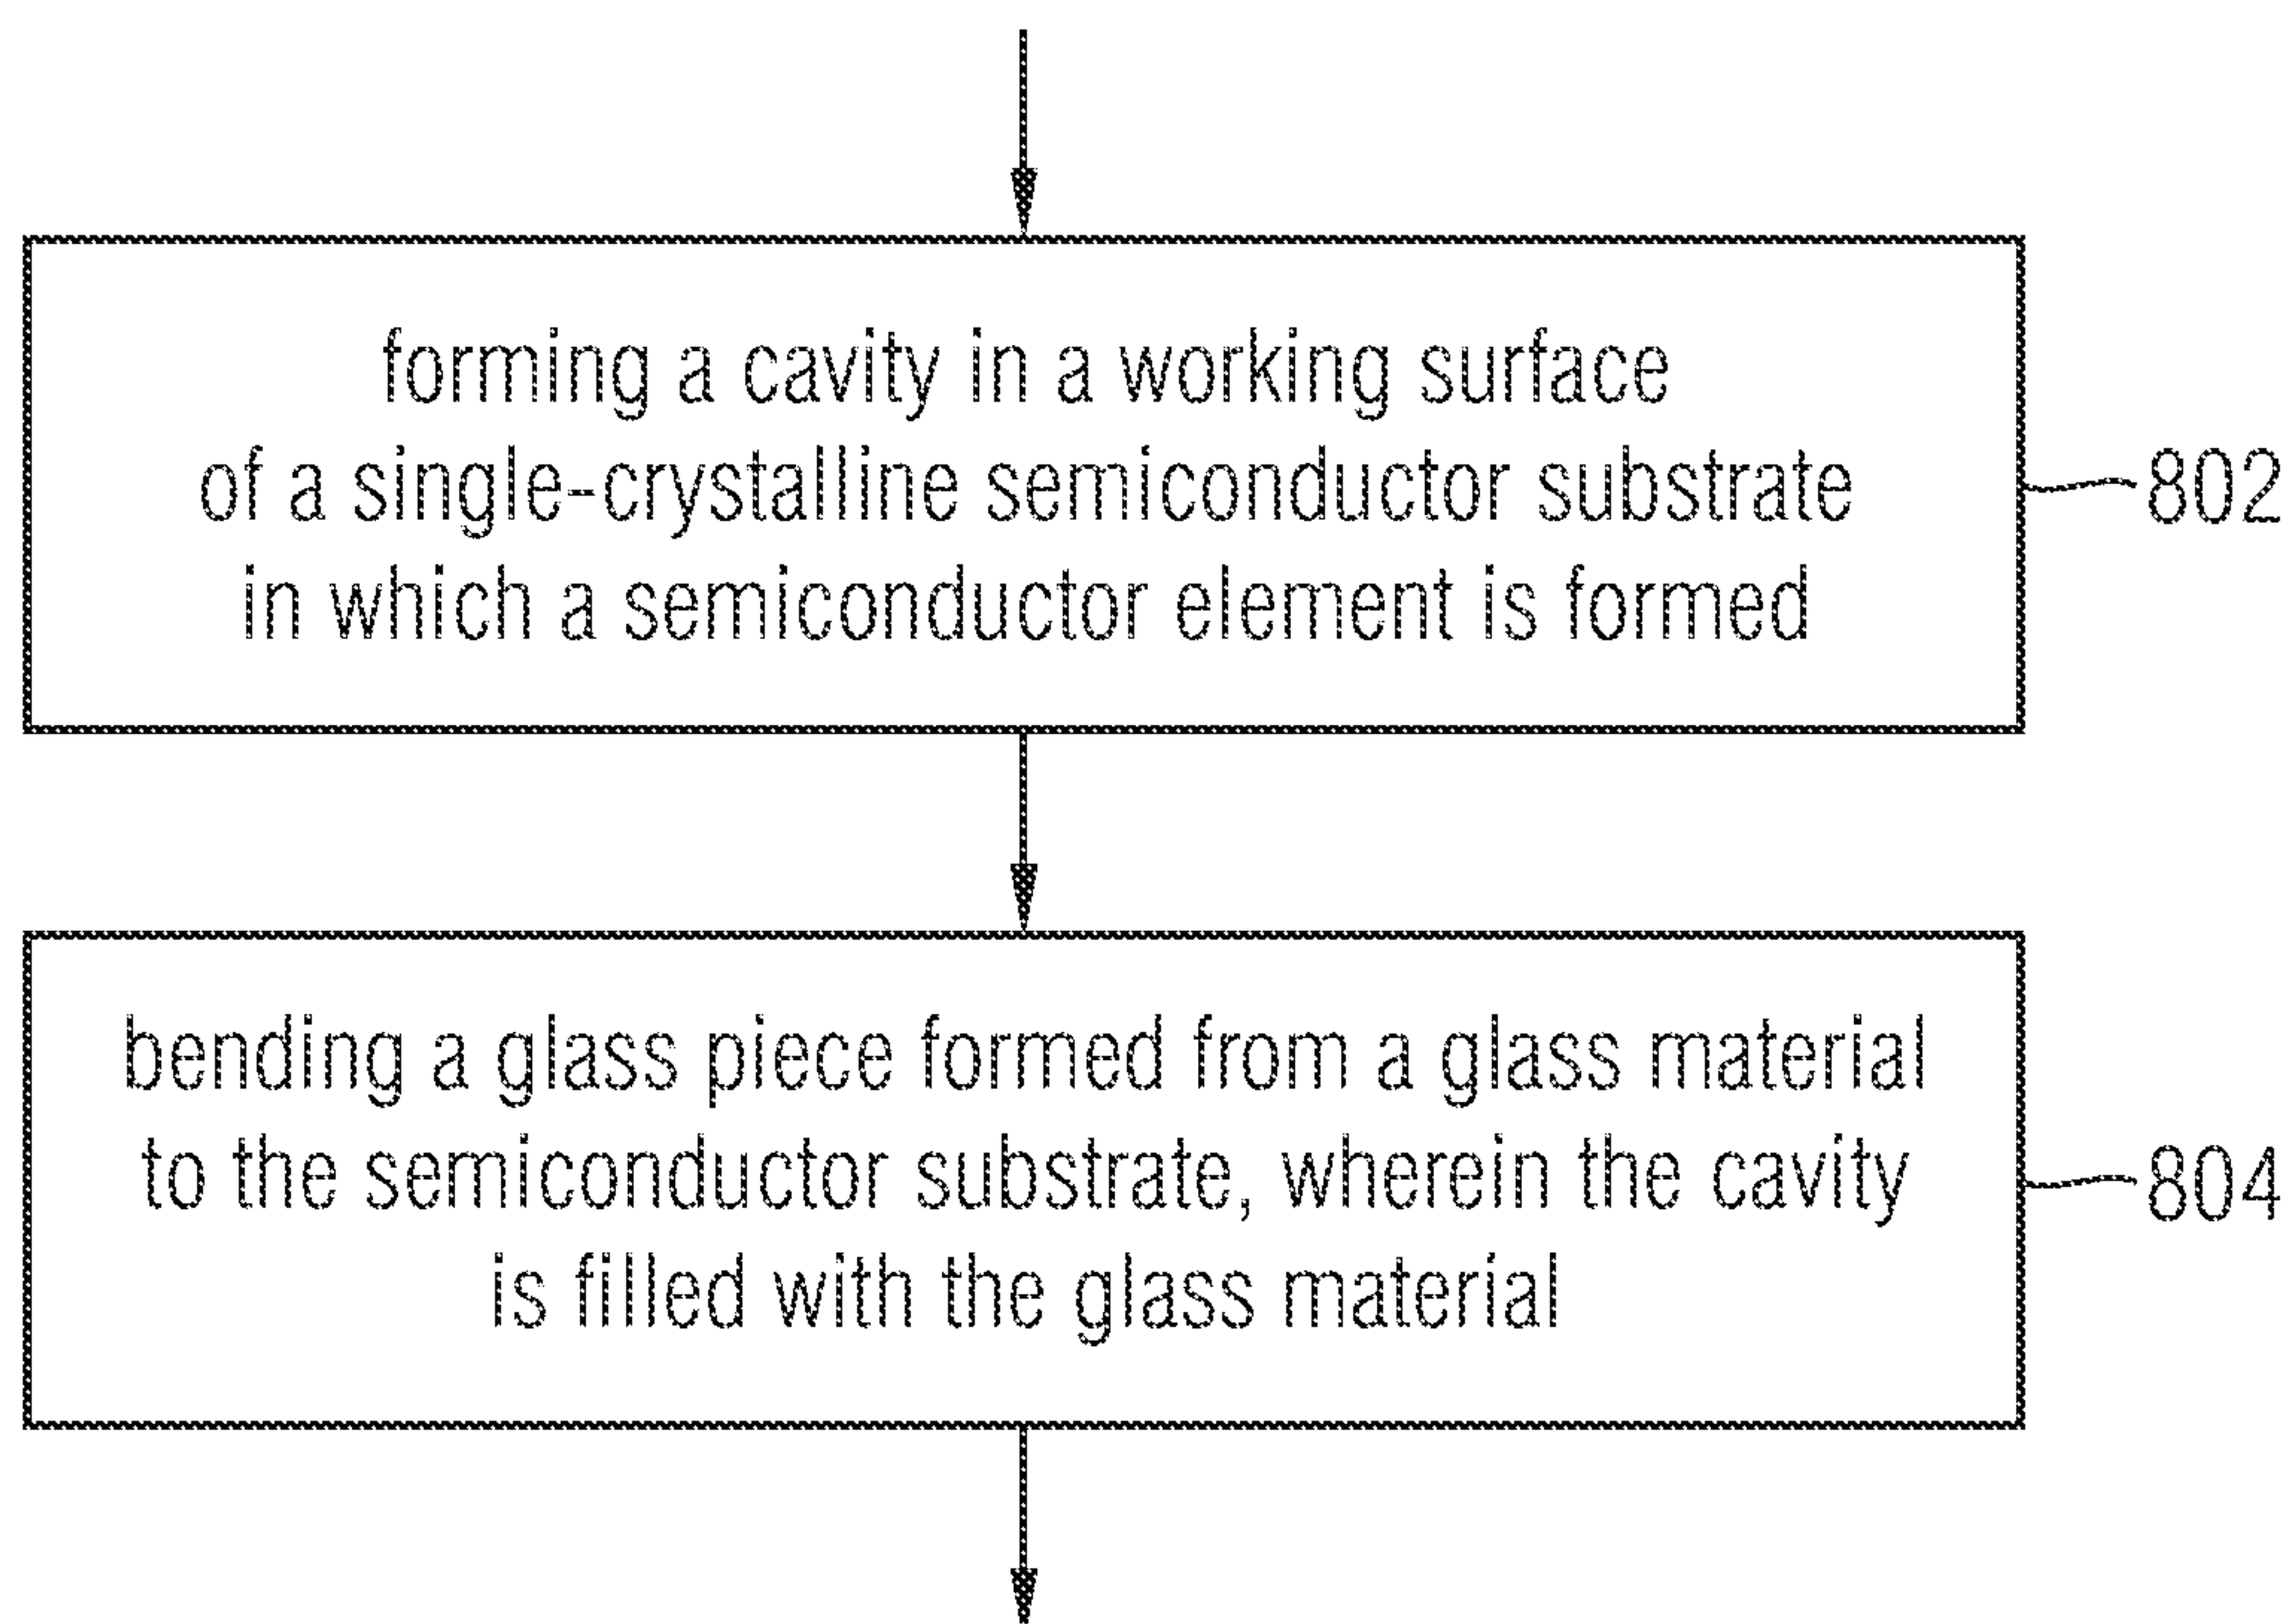 forming a cavity in a working surface
of a single-crystalline semiconductor substrate
in which a semiconductor element is formed
802
bending a glass piece formed from a glass material
to the semiconductor substrate, wherein the cavity
is filled with the glass material
804